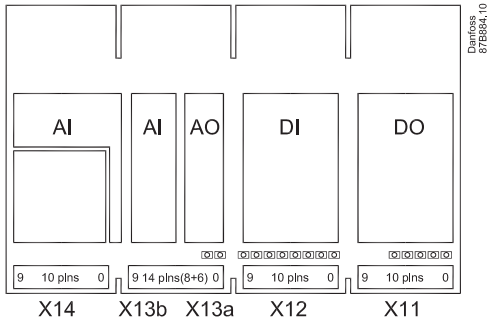 Danfoss
87B884.10
AI AI AO DI DO
9 10 pIns 0 9 14 pIns(8+6) 0 9 10 pIns 0 9 10 pIns 0
X14 X13b X13a X12 X11